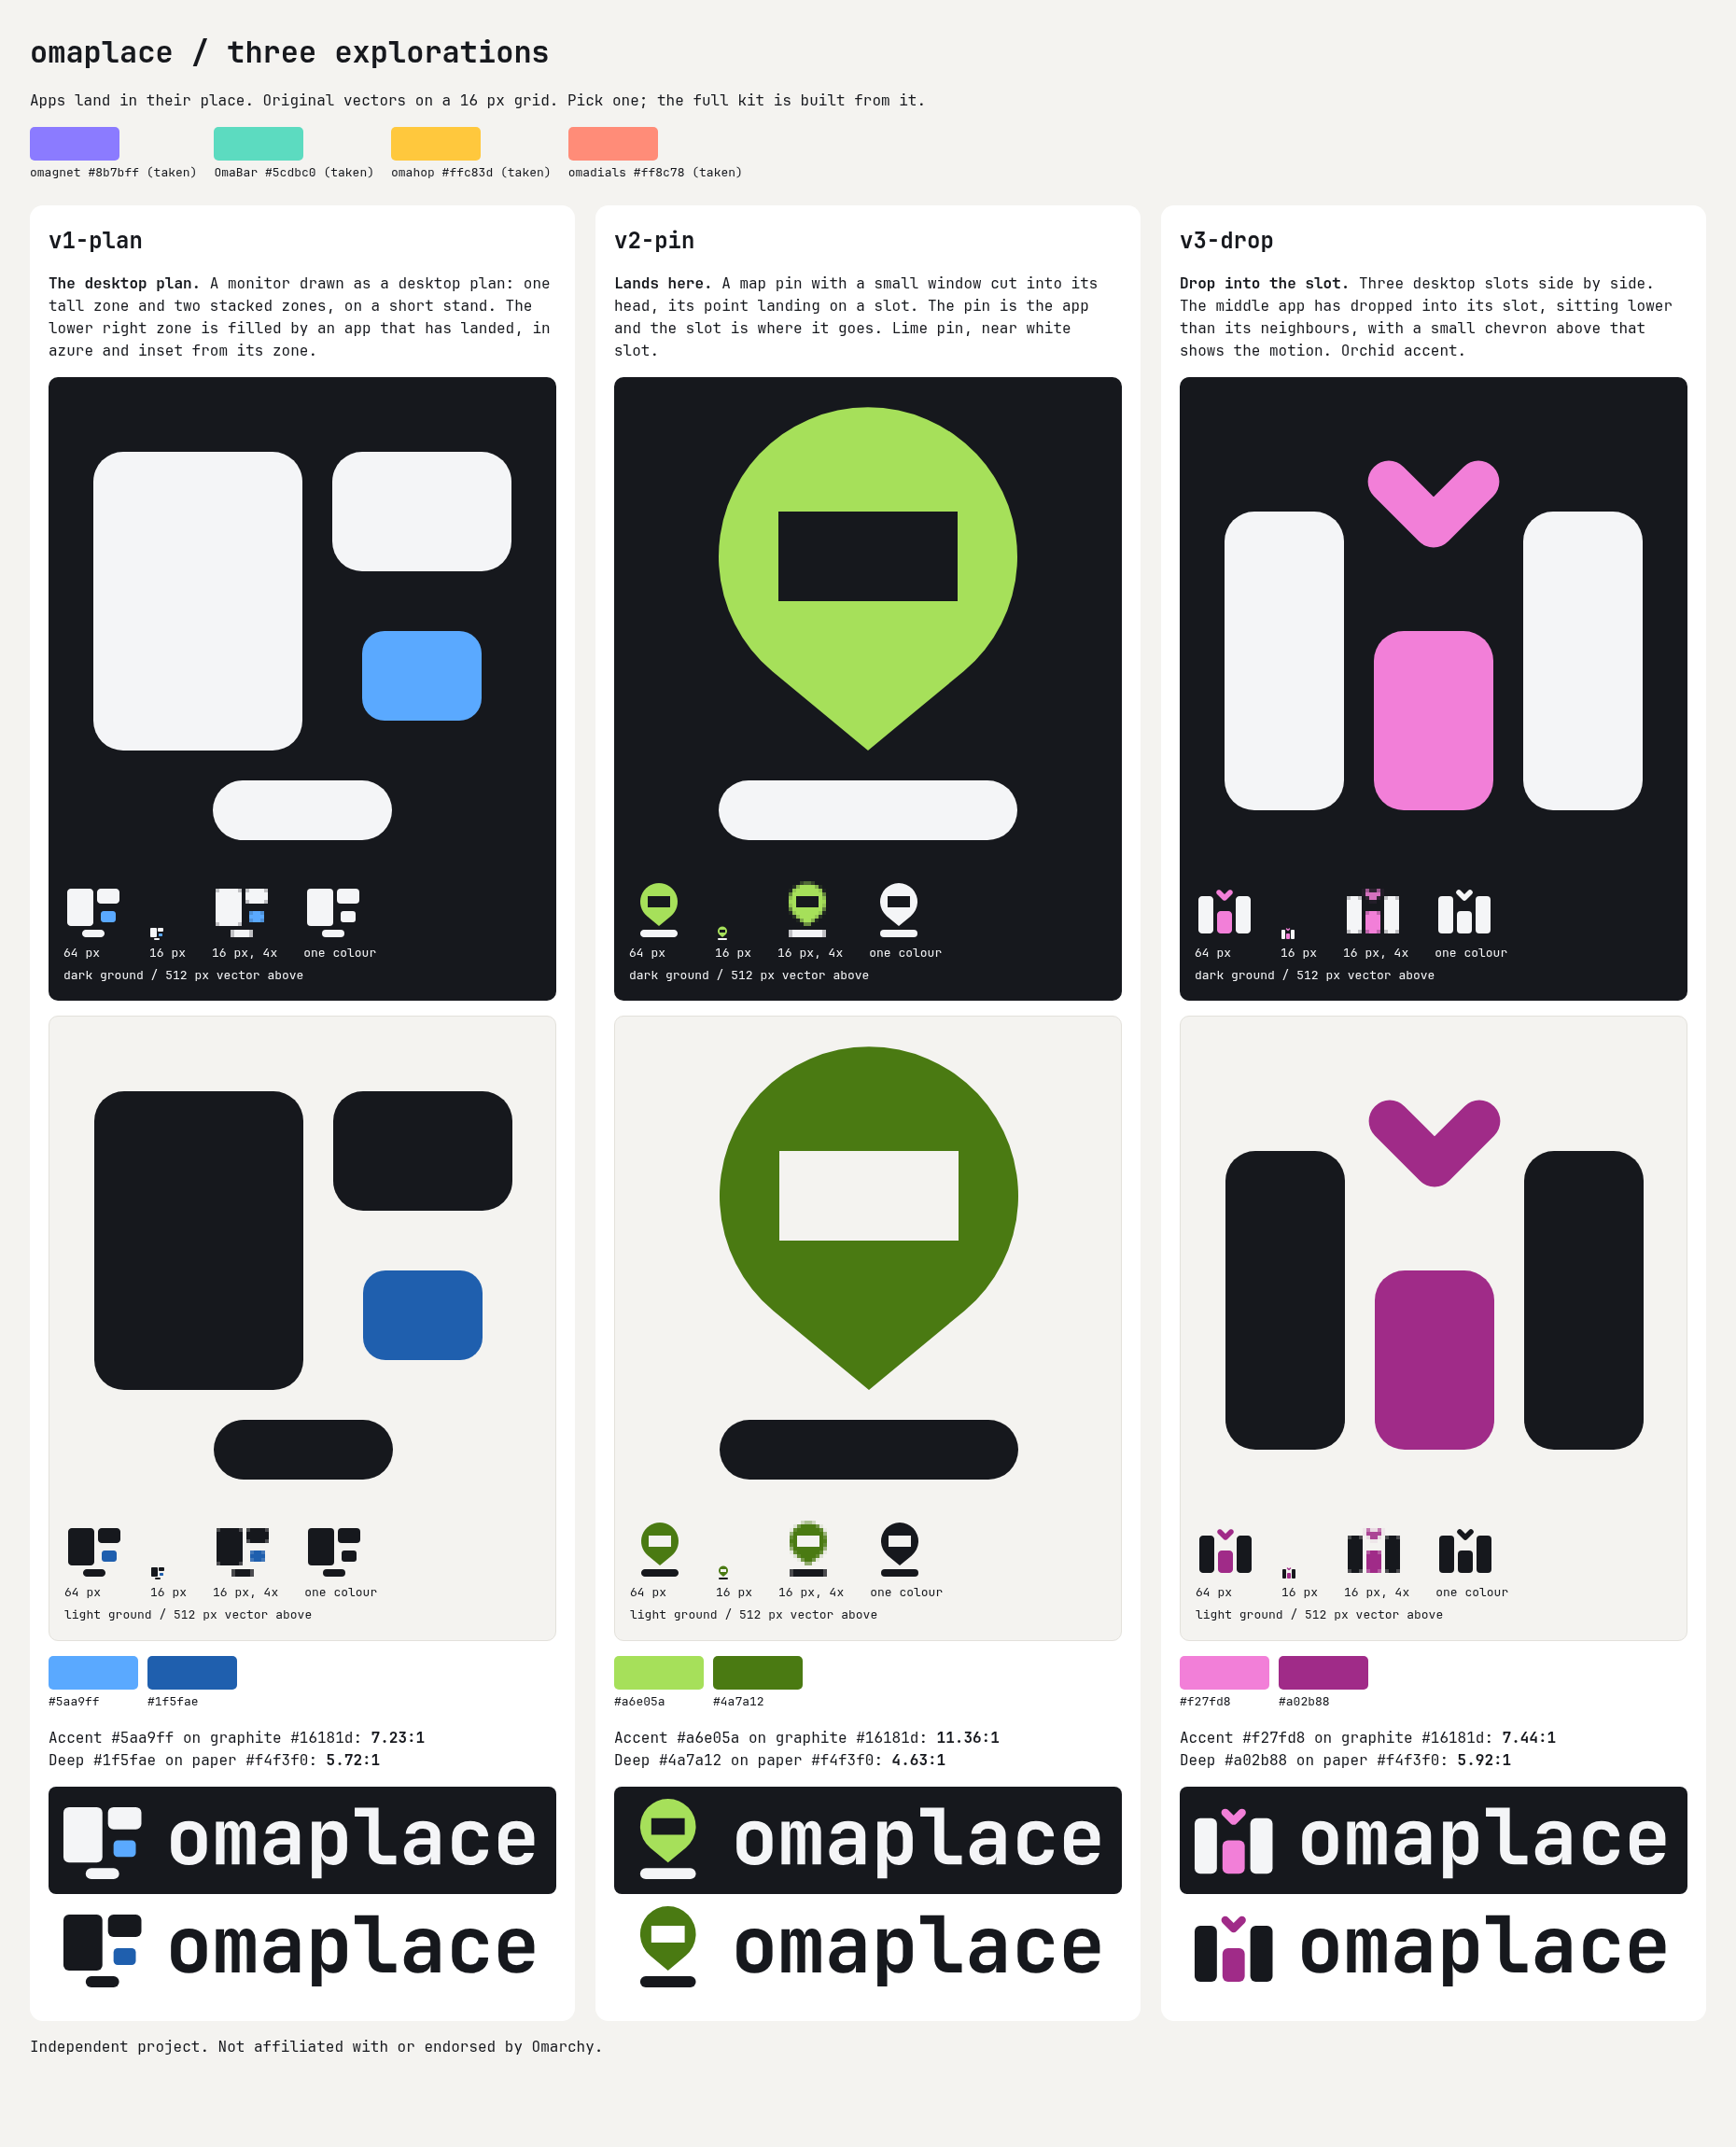 omaplace / three explorations
Apps land in their place. Original vectors on a 16 px grid. Pick one; the full kit is built from it.
omagnet #8b7bff (taken)
OmaBar #5cdbc0 (taken)
omahop #ffc83d (taken)
omadials #ff8c78 (taken)
v1-plan
The desktop plan. A monitor drawn as a desktop plan: one
tall zone and two stacked zones, on a short stand. The
lower right zone is filled by an app that has landed, in
azure and inset from its zone.
64 px
16 px
16 px, 4x
one colour
dark ground / 512 px vector above
64 px
16 px
16 px, 4x
one colour
light ground / 512 px vector above
#5aa9ff
#1f5fae
Accent #5aa9ff on graphite #16181d: 7.23:1
Deep #1f5fae on paper #f4f3f0: 5.72:1
omaplace
omaplace
v2-pin
Lands here. A map pin with a small window cut into its
head, its point landing on a slot. The pin is the app
and the slot is where it goes. Lime pin, near white
slot.
64 px
16 px
16 px, 4x
one colour
dark ground / 512 px vector above
64 px
16 px
16 px, 4x
one colour
light ground / 512 px vector above
#a6e05a
#4a7a12
Accent #a6e05a on graphite #16181d: 11.36:1
Deep #4a7a12 on paper #f4f3f0: 4.63:1
omaplace
omaplace
v3-drop
Drop into the slot. Three desktop slots side by side.
The middle app has dropped into its slot, sitting lower
than its neighbours, with a small chevron above that
shows the motion. Orchid accent.
64 px
16 px
16 px, 4x
one colour
dark ground / 512 px vector above
64 px
16 px
16 px, 4x
one colour
light ground / 512 px vector above
#f27fd8
#a02b88
Accent #f27fd8 on graphite #16181d: 7.44:1
Deep #a02b88 on paper #f4f3f0: 5.92:1
omaplace
omaplace
Independent project. Not affiliated with or endorsed by Omarchy.